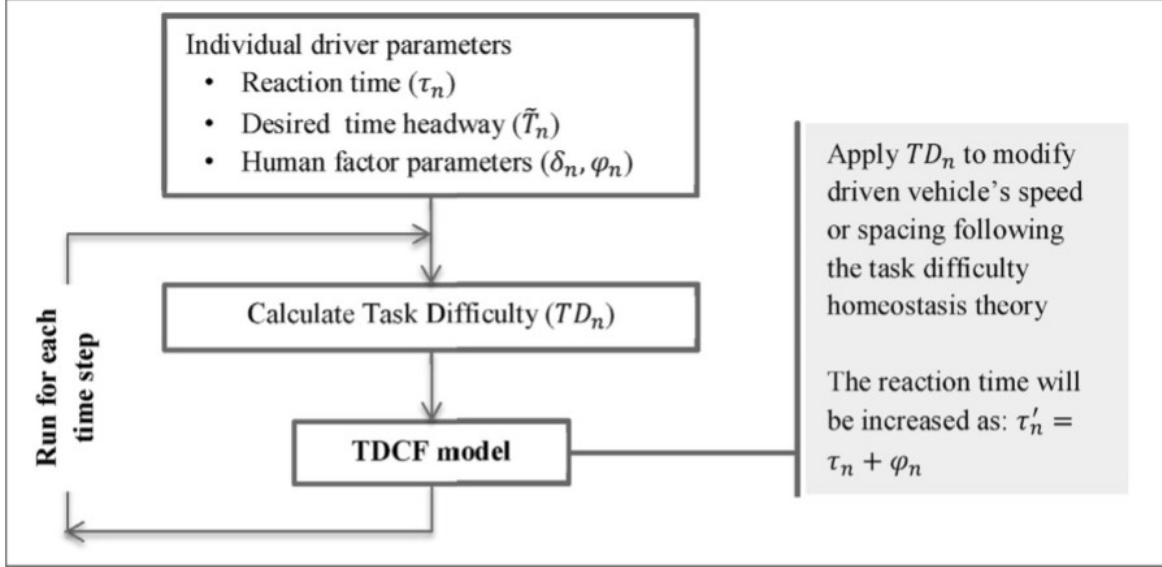 Individual driver parameters
• Reaction time (τₙ)
• Desired time headway (T̃ₙ)
• Human factor parameters (δₙ, φₙ)
Calculate Task Difficulty (TDₙ)
TDCF model
Run for each
time step
Apply TDₙ to modify
driven vehicle’s speed
or spacing following
the task difficulty
homeostasis theory
The reaction time will
be increased as: τ′ₙ =
τₙ + φₙ